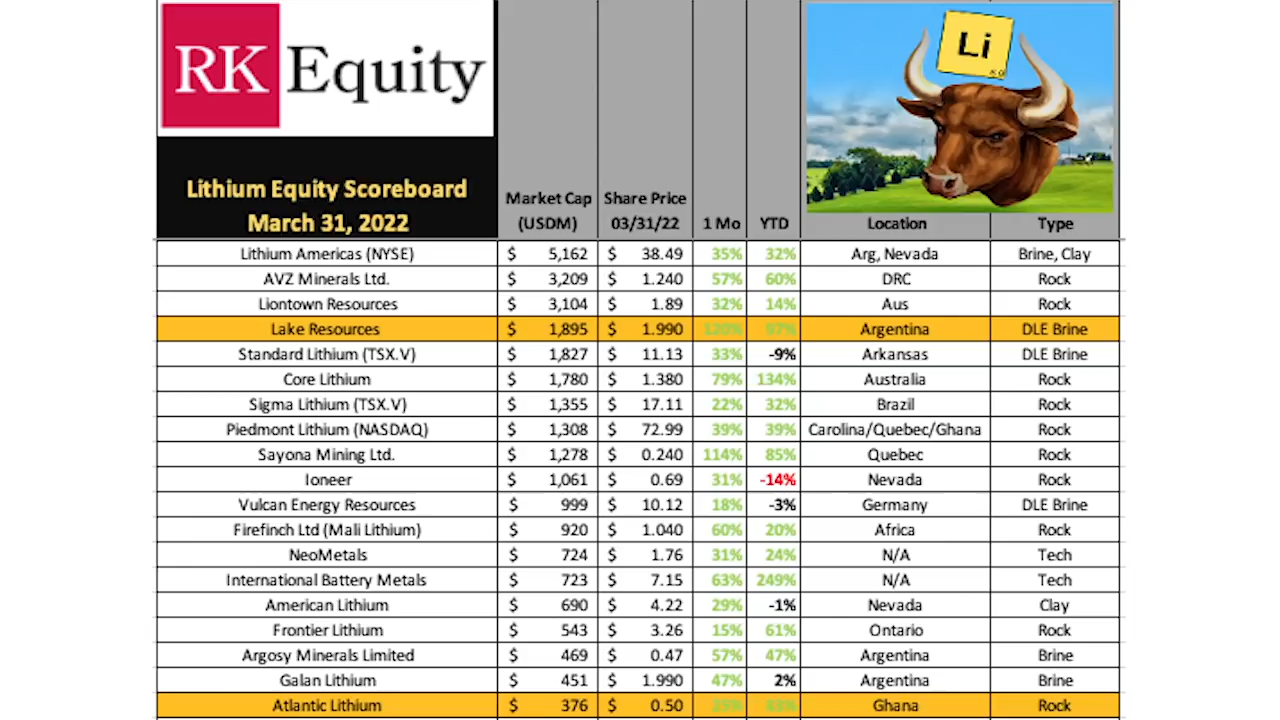 RK Equity
Li
Lithium Equity Scoreboard
March 31, 2022
Market Cap (USDM) Share Price 03/31/22 1 Mo YTD Location Type
Lithium Americas (NYSE) $ 5,162 $ 38.49 35% 32% Arg, Nevada Brine, Clay
AVZ Minerals Ltd. $ 3,209 $ 1.240 57% 60% DRC Rock
Liontown Resources $ 3,104 $ 1.89 32% 14% Aus Rock
Lake Resources $ 1,895 $ 1.990 120% 97% Argentina DLE Brine
Standard Lithium (TSX.V) $ 1,827 $ 11.13 33% -9% Arkansas DLE Brine
Core Lithium $ 1,780 $ 1.380 79% 134% Australia Rock
Sigma Lithium (TSX.V) $ 1,355 $ 17.11 22% 32% Brazil Rock
Piedmont Lithium (NASDAQ) $ 1,308 $ 72.99 39% 39% Carolina/Quebec/Ghana Rock
Sayona Mining Ltd. $ 1,278 $ 0.240 114% 85% Quebec Rock
Ioneer $ 1,061 $ 0.69 31% -14% Nevada Rock
Vulcan Energy Resources $ 999 $ 10.12 18% -3% Germany DLE Brine
Firefinch Ltd (Mali Lithium) $ 920 $ 1.040 60% 20% Africa Rock
NeoMetals $ 724 $ 1.76 31% 24% N/A Tech
International Battery Metals $ 723 $ 7.15 63% 249% N/A Tech
American Lithium $ 690 $ 4.22 29% -1% Nevada Clay
Frontier Lithium $ 543 $ 3.26 15% 61% Ontario Rock
Argosy Minerals Limited $ 469 $ 0.47 57% 47% Argentina Brine
Galan Lithium $ 451 $ 1.990 47% 2% Argentina Brine
Atlantic Lithium $ 376 $ 0.50 Ghana Rock